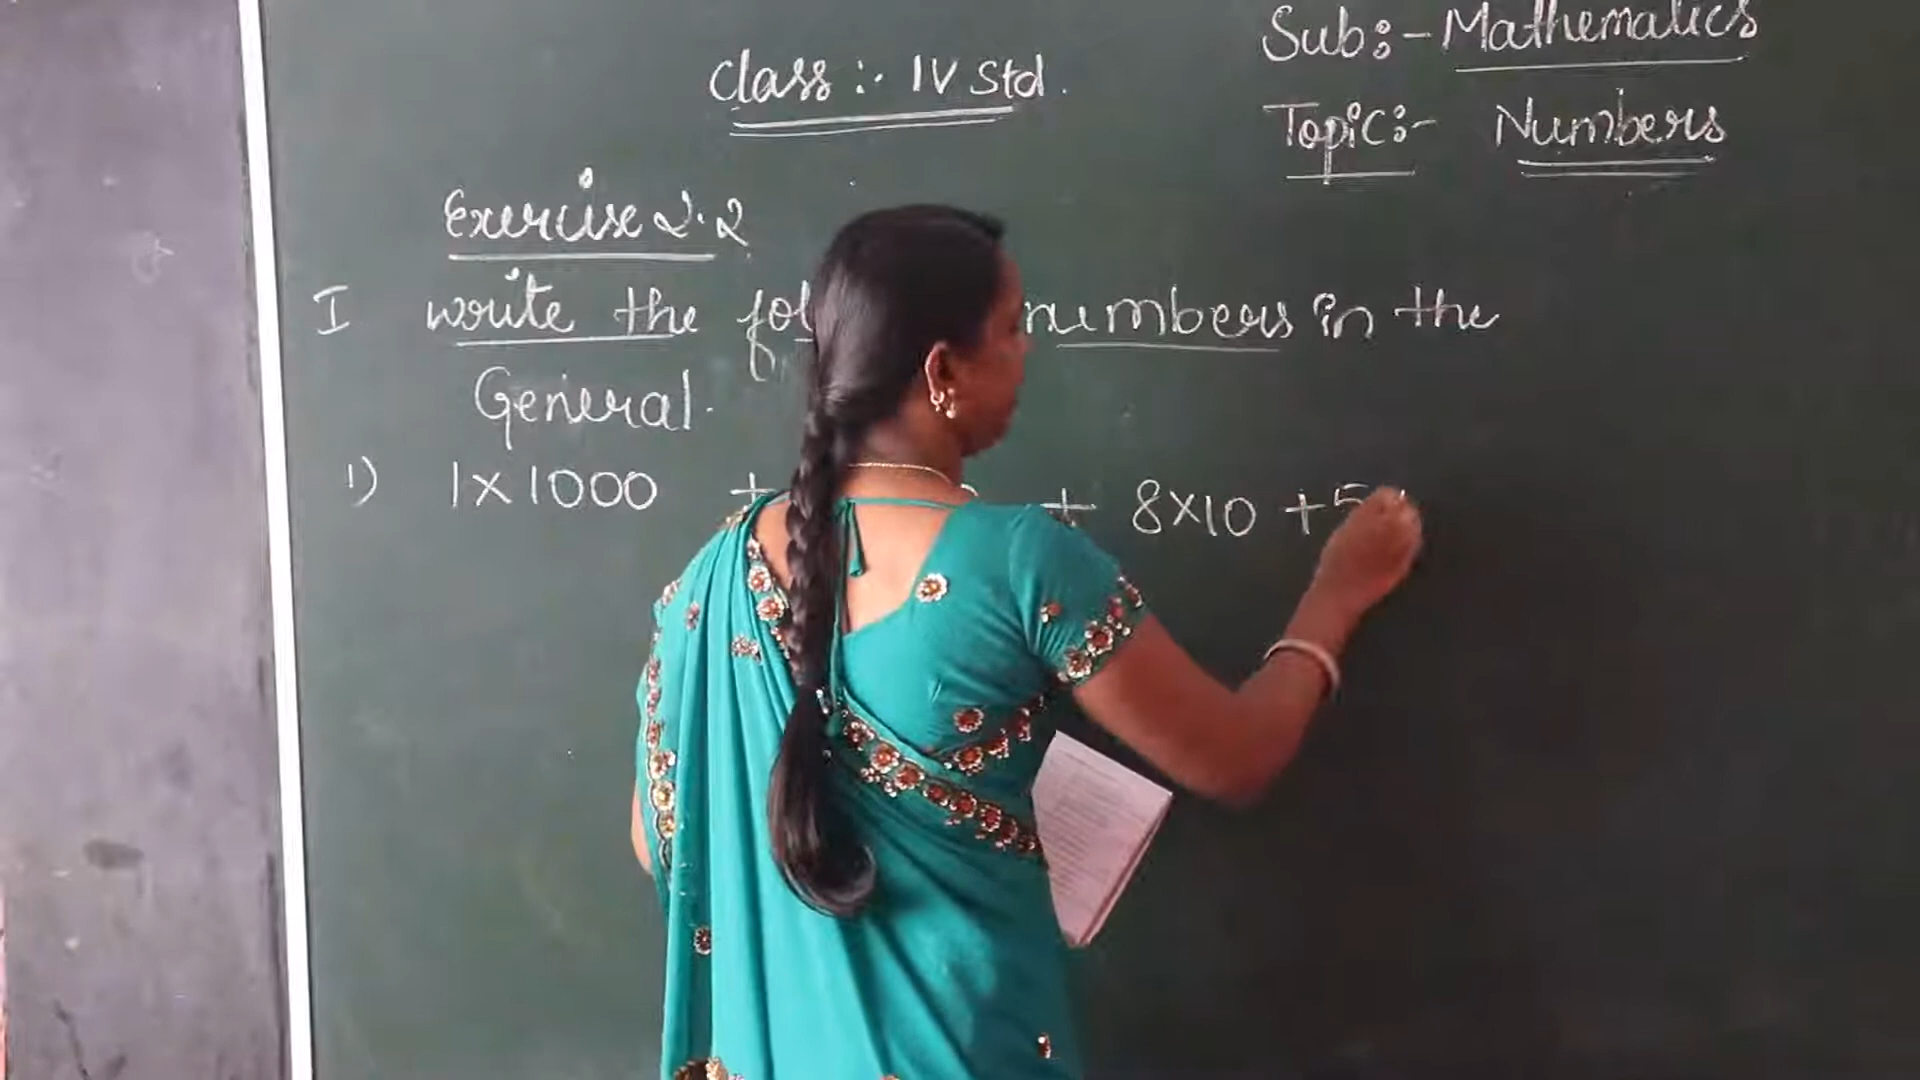 Sub:- Mathematics
Class :- IV Std.
Topic:- Numbers
Exercise 2.2
I write the numbers in the
General.
1) 1×1000 + + 8×10 +5